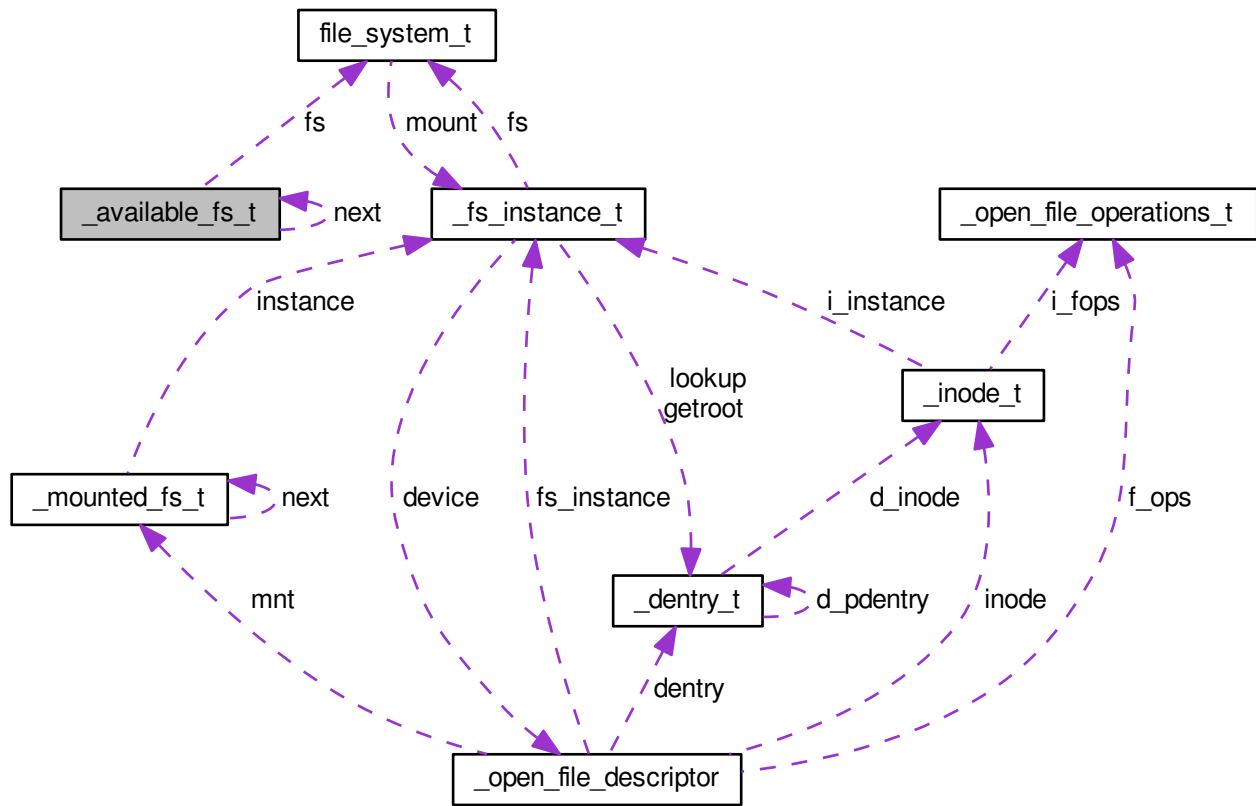 file_system_t
fs
mount
fs
_available_fs_t
next
_fs_instance_t
_open_file_operations_t
instance
i_instance
i_fops
lookup
getroot
_inode_t
_mounted_fs_t
next
device
fs_instance
d_inode
f_ops
mnt
_dentry_t
d_pdentry
inode
dentry
_open_file_descriptor